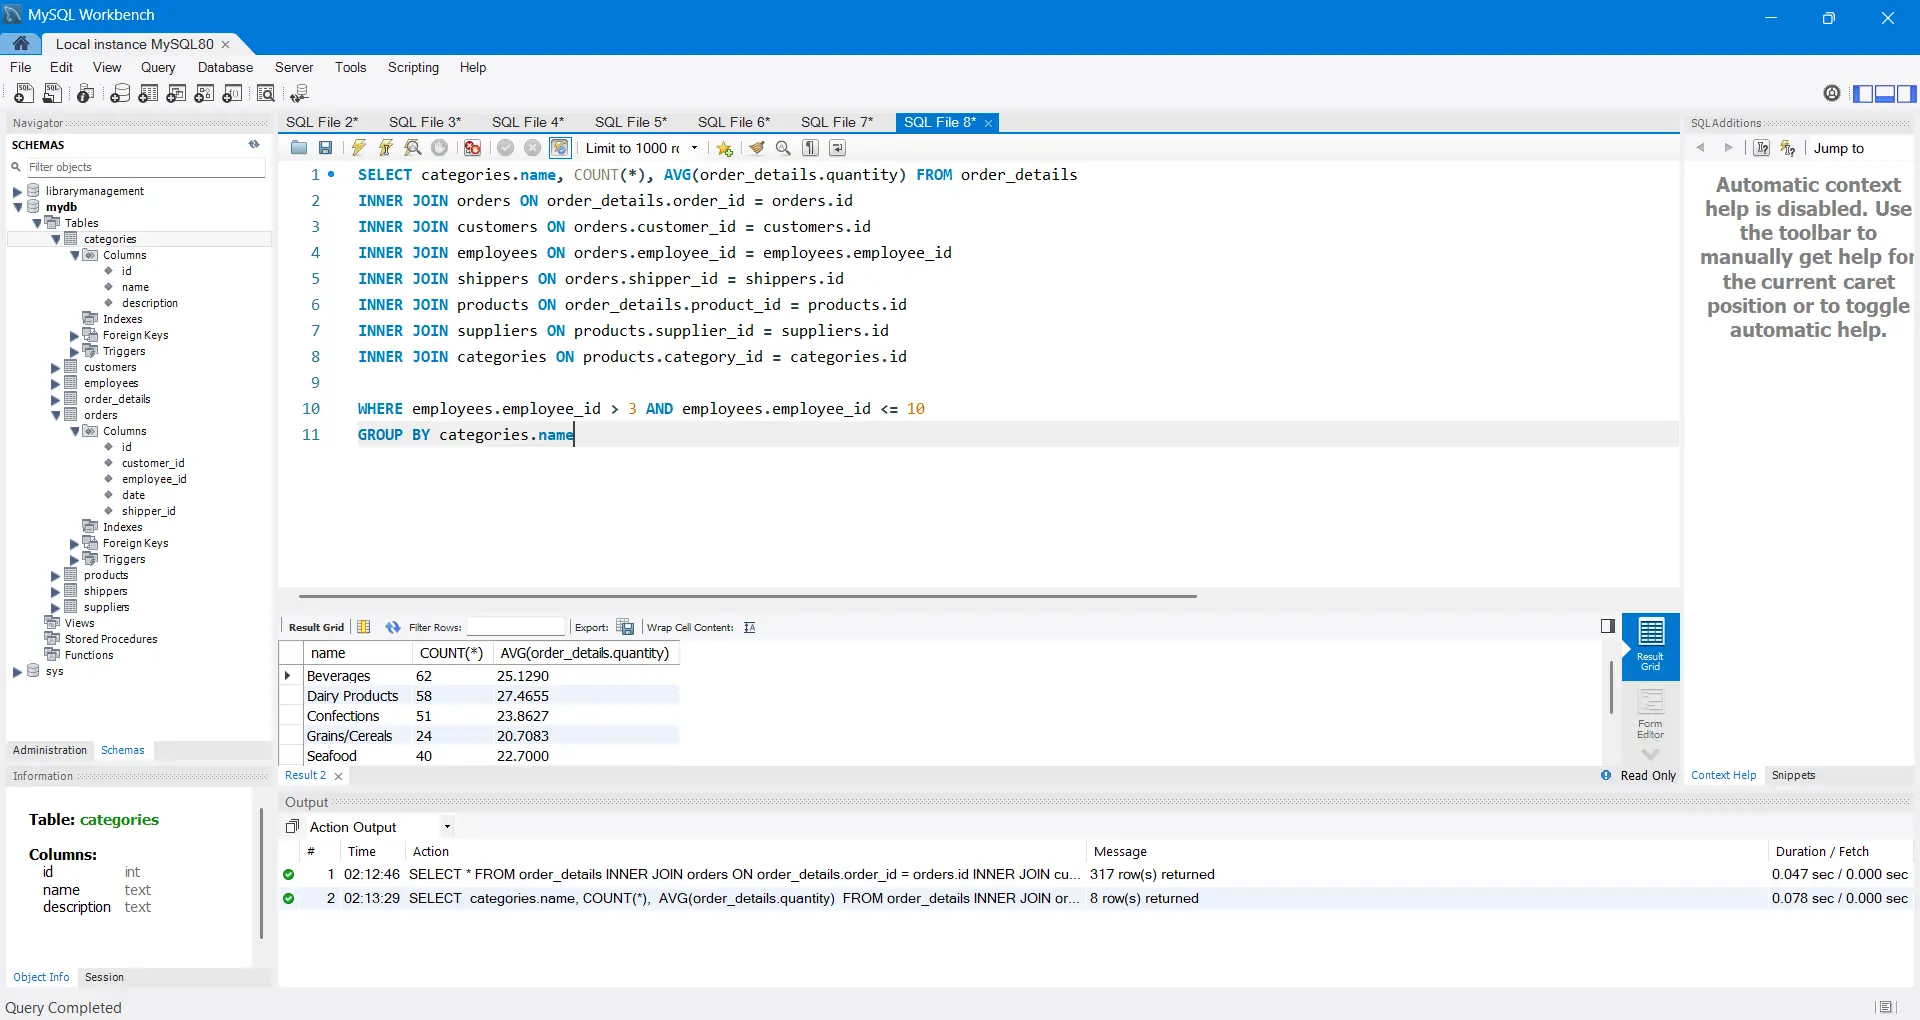 MySQL Workbench
Local instance MySQL80
File Edit View Query Database Server Tools Scripting Help
Navigator
SCHEMAS
Filter objects
librarymanagement
mydb
Tables
categories
Columns
id
name
description
Indexes
Foreign Keys
Triggers
customers
employees
order_details
orders
Columns
id
customer_id
employee_id
date
shipper_id
Indexes
Foreign Keys
Triggers
products
shippers
suppliers
Views
Stored Procedures
Functions
sys
Administration Schemas
Information
Table: categories
Columns:
id int
name text
description text
Object Info Session
Query Completed
SQL File 2* SQL File 3* SQL File 4* SQL File 5* SQL File 6* SQL File 7* SQL File 8*
Limit to 1000 rc
1 SELECT categories.name, COUNT(*), AVG(order_details.quantity) FROM order_details
2 INNER JOIN orders ON order_details.order_id = orders.id
3 INNER JOIN customers ON orders.customer_id = customers.id
4 INNER JOIN employees ON orders.employee_id = employees.employee_id
5 INNER JOIN shippers ON orders.shipper_id = shippers.id
6 INNER JOIN products ON order_details.product_id = products.id
7 INNER JOIN suppliers ON products.supplier_id = suppliers.id
8 INNER JOIN categories ON products.category_id = categories.id
9
10 WHERE employees.employee_id > 3 AND employees.employee_id <= 10
11 GROUP BY categories.name
Result Grid Filter Rows: Export: Wrap Cell Content:
name COUNT(*) AVG(order_details.quantity)
Beverages 62 25.1290
Dairy Products 58 27.4655
Confections 51 23.8627
Grains/Cereals 24 20.7083
Seafood 40 22.7000
Result Grid
Form Editor
Result 2
Read Only
Output
Action Output
# Time Action Message Duration / Fetch
1 02:12:46 SELECT * FROM order_details INNER JOIN orders ON order_details.order_id = orders.id INNER JOIN cu... 317 row(s) returned 0.047 sec / 0.000 sec
2 02:13:29 SELECT categories.name, COUNT(*), AVG(order_details.quantity) FROM order_details INNER JOIN or... 8 row(s) returned 0.078 sec / 0.000 sec
SQLAdditions
Jump to
Automatic context
help is disabled. Use
the toolbar to
manually get help for
the current caret
position or to toggle
automatic help.
Context Help Snippets